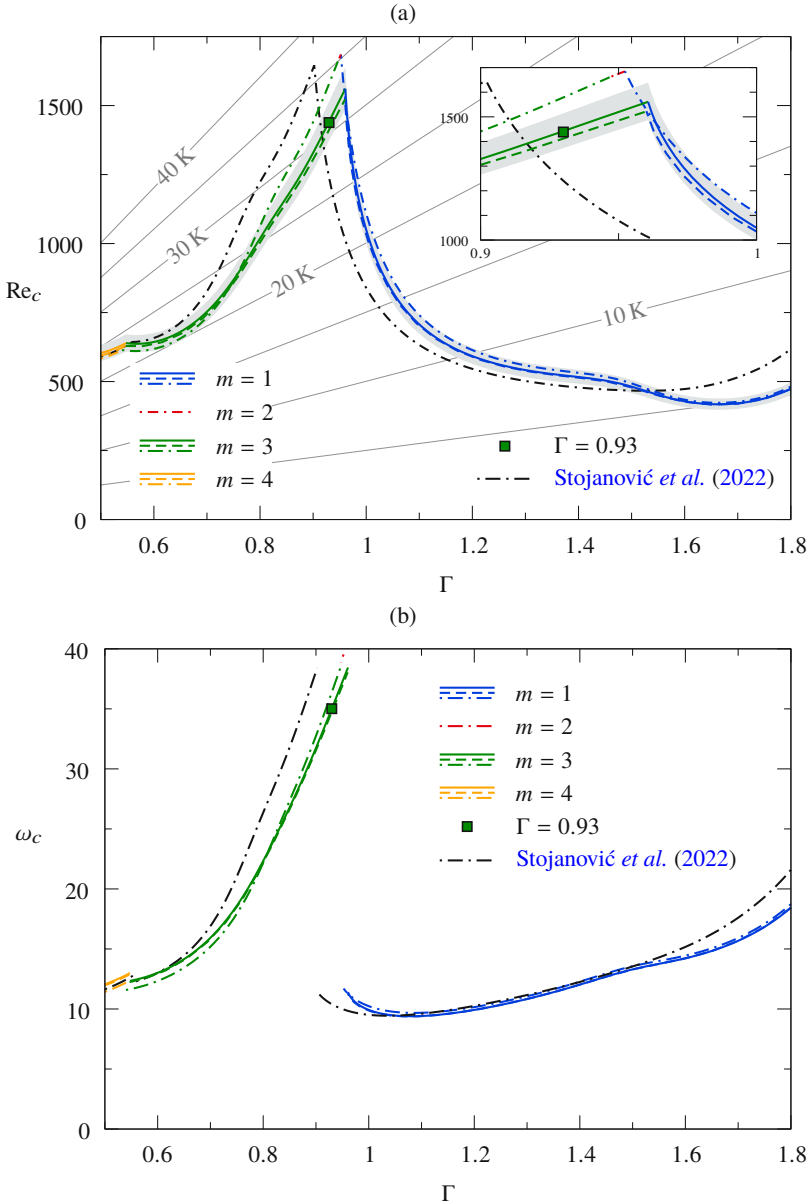 (a)
1500
1000
500
0
Re_c
40 K
30 K
20 K
10 K
1500
1000
0.9
1
m = 1
m = 2
m = 3
m = 4
Γ = 0.93
Stojanović et al. (2022)
0.6
0.8
1
1.2
1.4
1.6
1.8
Γ
(b)
40
30
20
10
0
ω_c
m = 1
m = 2
m = 3
m = 4
Γ = 0.93
Stojanović et al. (2022)
0.6
0.8
1
1.2
1.4
1.6
1.8
Γ